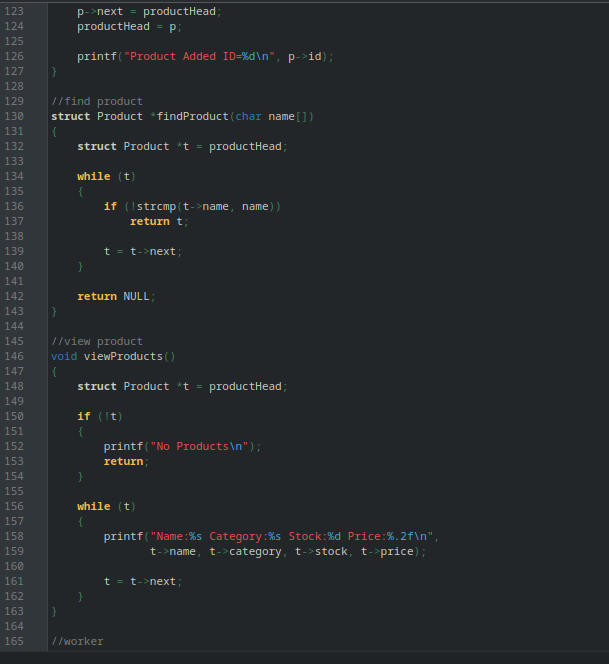 123 p->next = productHead;
124 productHead = p;
125
126 printf("Product Added ID=%d\n", p->id);
127 }
128
129 //find product
130 struct Product *findProduct(char name[])
131 {
132 struct Product *t = productHead;
133
134 while (t)
135 {
136 if (!strcmp(t->name, name))
137 return t;
138
139 t = t->next;
140 }
141
142 return NULL;
143 }
144
145 //view product
146 void viewProducts()
147 {
148 struct Product *t = productHead;
149
150 if (!t)
151 {
152 printf("No Products\n");
153 return;
154 }
155
156 while (t)
157 {
158 printf("Name:%s Category:%s Stock:%d Price:%.2f\n",
159 t->name, t->category, t->stock, t->price);
160
161 t = t->next;
162 }
163 }
164
165 //worker